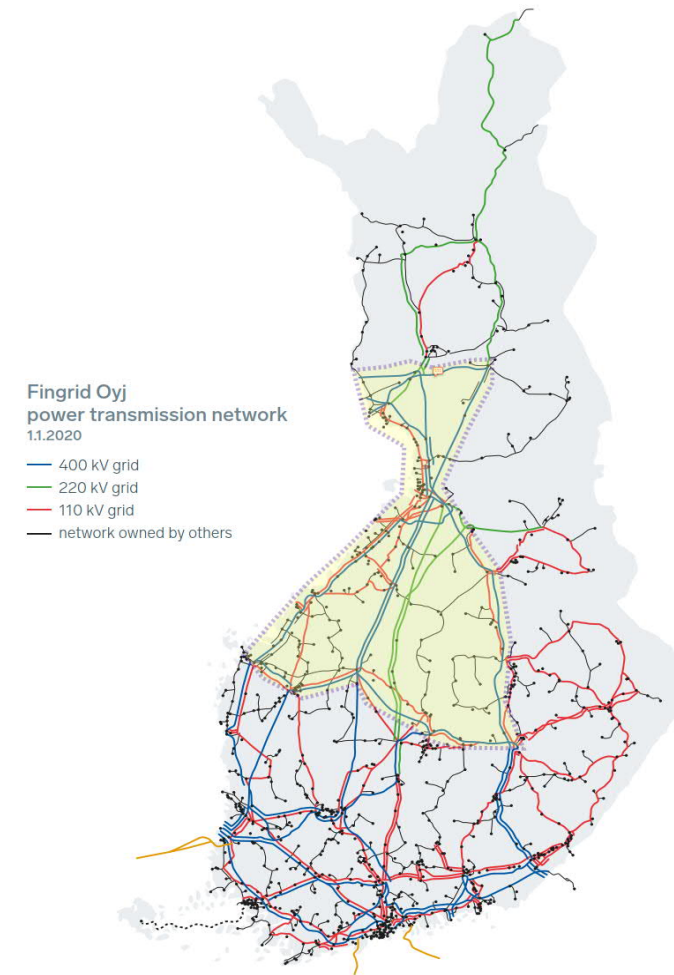 Fingrid Oyj
power transmission network
1.1.2020
400 kV grid
220 kV grid
110 kV grid
network owned by others